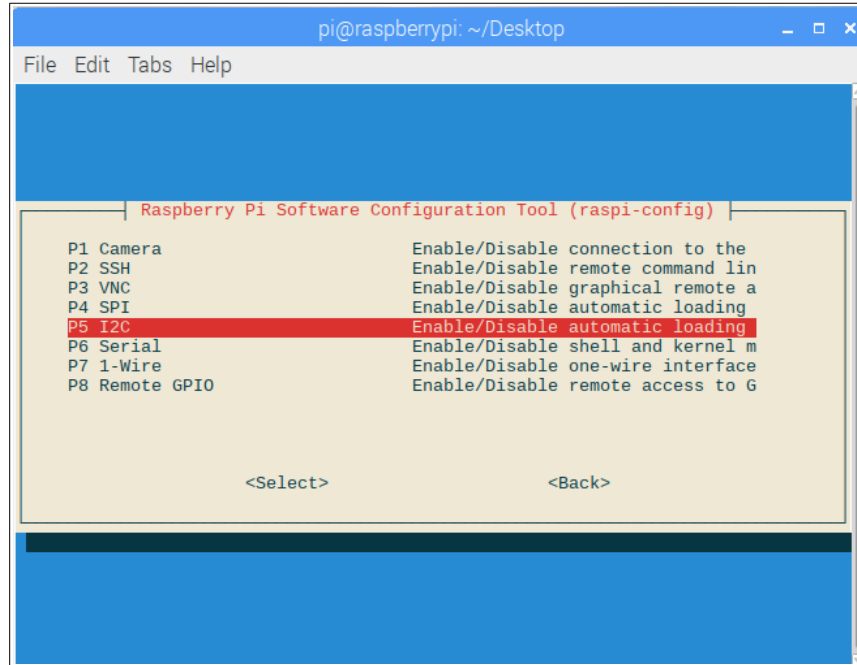 pi@raspberrypi: ~/Desktop
File Edit Tabs Help
Raspberry Pi Software Configuration Tool (raspi-config)
P1 Camera Enable/Disable connection to the
P2 SSH Enable/Disable remote command lin
P3 VNC Enable/Disable graphical remote a
P4 SPI Enable/Disable automatic loading
P5 I2C Enable/Disable automatic loading
P6 Serial Enable/Disable shell and kernel m
P7 1-Wire Enable/Disable one-wire interface
P8 Remote GPIO Enable/Disable remote access to G
<Select> <Back>